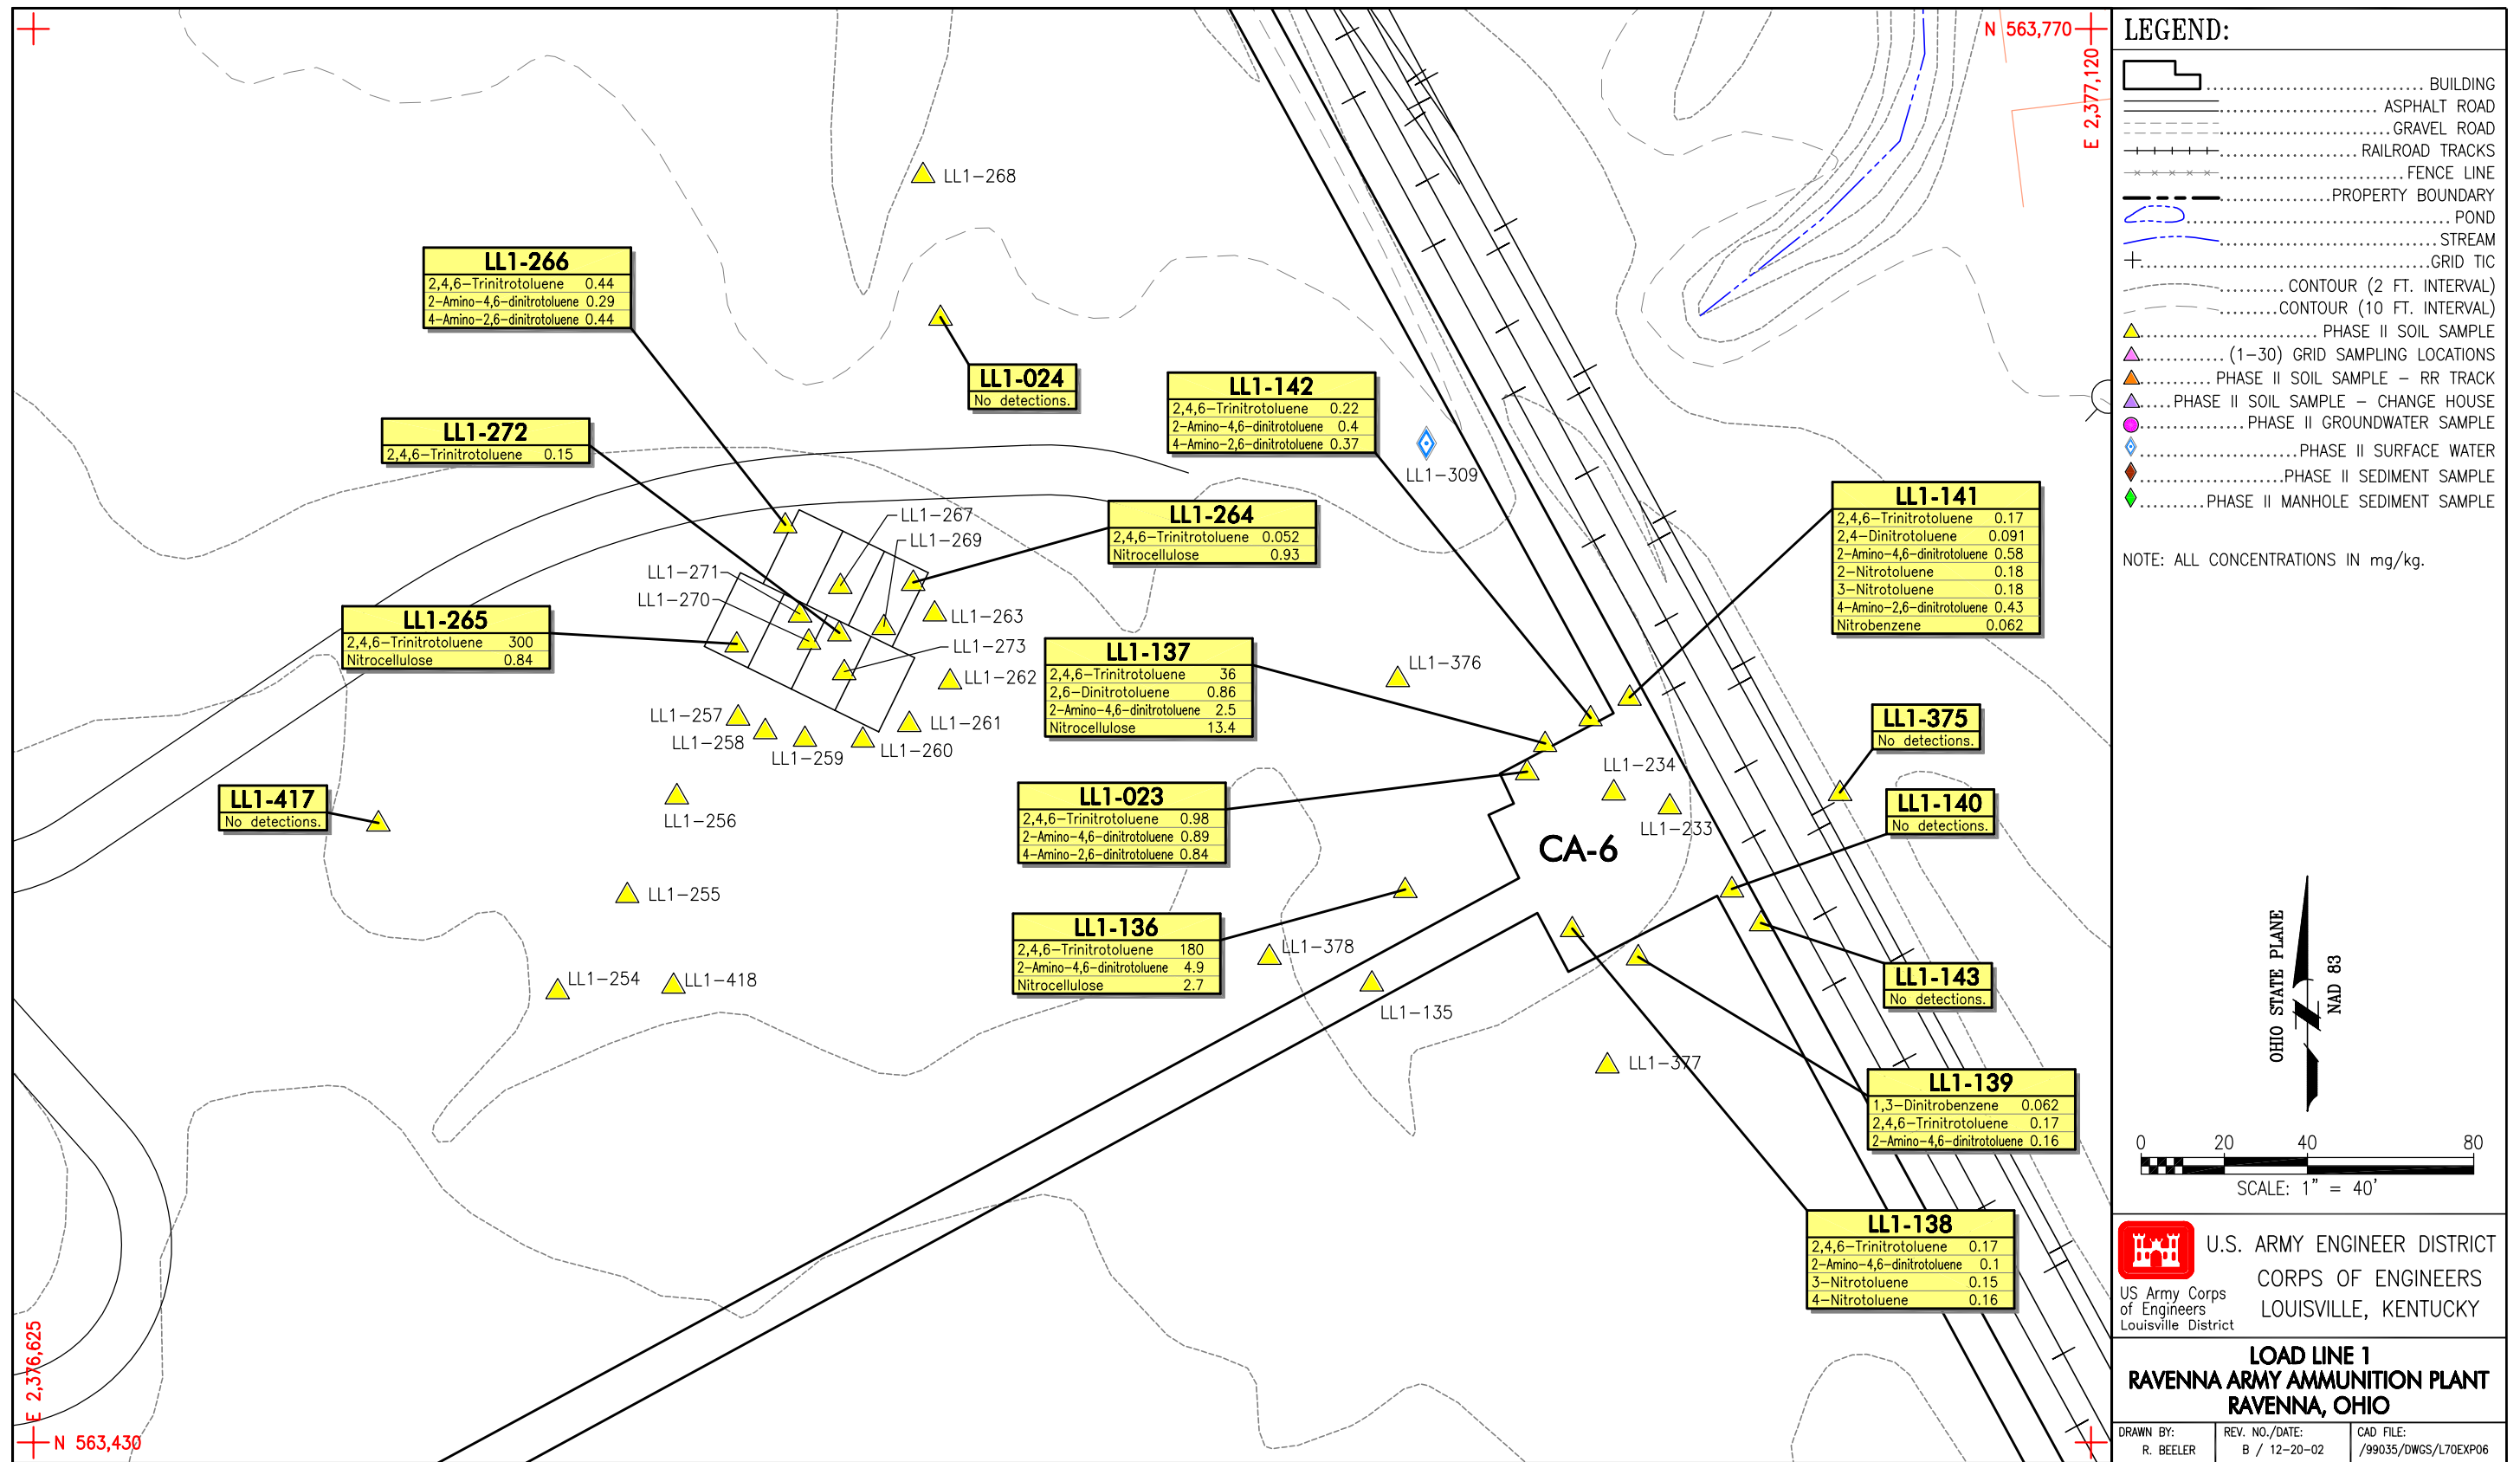 N 563,770
E 2,377,120
LL1-268
LL1-266
2,4,6-Trinitrotoluene 0.44
2-Amino-4,6-dinitrotoluene 0.29
4-Amino-2,6-dinitrotoluene 0.44
LL1-024
No detections.
LL1-142
2,4,6-Trinitrotoluene 0.22
2-Amino-4,6-dinitrotoluene 0.4
4-Amino-2,6-dinitrotoluene 0.37
LL1-272
2,4,6-Trinitrotoluene 0.15
LL1-309
LL1-141
2,4,6-Trinitrotoluene 0.17
2,4-Dinitrotoluene 0.091
2-Amino-4,6-dinitrotoluene 0.58
2-Nitrotoluene 0.18
3-Nitrotoluene 0.18
4-Amino-2,6-dinitrotoluene 0.43
Nitrobenzene 0.062
LL1-267
LL1-269
LL1-264
2,4,6-Trinitrotoluene 0.052
Nitrocellulose 0.93
LL1-271
LL1-270
LL1-263
LL1-265
2,4,6-Trinitrotoluene 300
Nitrocellulose 0.84
LL1-273
LL1-262
LL1-137
2,4,6-Trinitrotoluene 36
2,6-Dinitrotoluene 0.86
2-Amino-4,6-dinitrotoluene 2.5
Nitrocellulose 13.4
LL1-376
LL1-257
LL1-258
LL1-259
LL1-260
LL1-261
LL1-375
No detections.
LL1-234
LL1-233
LL1-417
No detections.
LL1-256
LL1-023
2,4,6-Trinitrotoluene 0.98
2-Amino-4,6-dinitrotoluene 0.89
4-Amino-2,6-dinitrotoluene 0.84
LL1-140
No detections.
CA-6
LL1-255
LL1-136
2,4,6-Trinitrotoluene 180
2-Amino-4,6-dinitrotoluene 4.9
Nitrocellulose 2.7
LL1-378
LL1-143
No detections.
LL1-254
LL1-418
LL1-135
LL1-377
LL1-139
1,3-Dinitrobenzene 0.062
2,4,6-Trinitrotoluene 0.17
2-Amino-4,6-dinitrotoluene 0.16
LL1-138
2,4,6-Trinitrotoluene 0.17
2-Amino-4,6-dinitrotoluene 0.1
3-Nitrotoluene 0.15
4-Nitrotoluene 0.16
E 2,376,625
N 563,430
LEGEND:
BUILDING
ASPHALT ROAD
GRAVEL ROAD
RAILROAD TRACKS
FENCE LINE
PROPERTY BOUNDARY
POND
STREAM
GRID TIC
CONTOUR (2 FT. INTERVAL)
CONTOUR (10 FT. INTERVAL)
PHASE II SOIL SAMPLE
(1-30) GRID SAMPLING LOCATIONS
PHASE II SOIL SAMPLE - RR TRACK
PHASE II SOIL SAMPLE - CHANGE HOUSE
PHASE II GROUNDWATER SAMPLE
PHASE II SURFACE WATER
PHASE II SEDIMENT SAMPLE
PHASE II MANHOLE SEDIMENT SAMPLE
NOTE: ALL CONCENTRATIONS IN mg/kg.
OHIO STATE PLANE
NAD 83
0 20 40 80
SCALE: 1" = 40'
U.S. ARMY ENGINEER DISTRICT
CORPS OF ENGINEERS
LOUISVILLE, KENTUCKY
US Army Corps
of Engineers
Louisville District
LOAD LINE 1
RAVENNA ARMY AMMUNITION PLANT
RAVENNA, OHIO
DRAWN BY:
R. BEELER
REV. NO./DATE:
B / 12-20-02
CAD FILE:
/99035/DWGS/L70EXP06